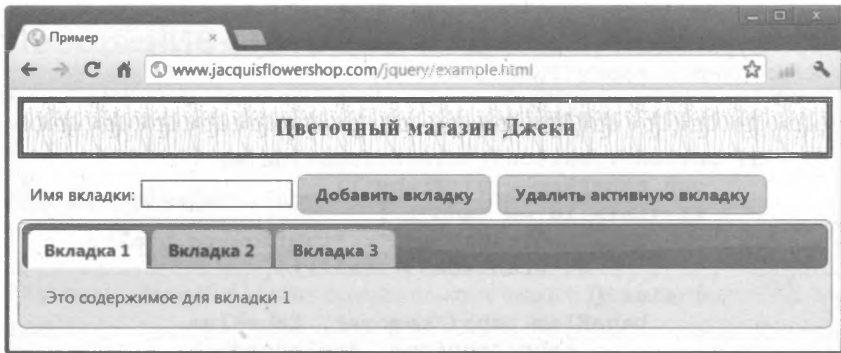 Пример
www.jacquisflowershop.com/jquery/example.html
Цветочный магазин Джеки
Имя вкладки: Добавить вкладку Удалить активную вкладку
Вкладка 1 Вкладка 2 Вкладка 3
Это содержимое для вкладки 1